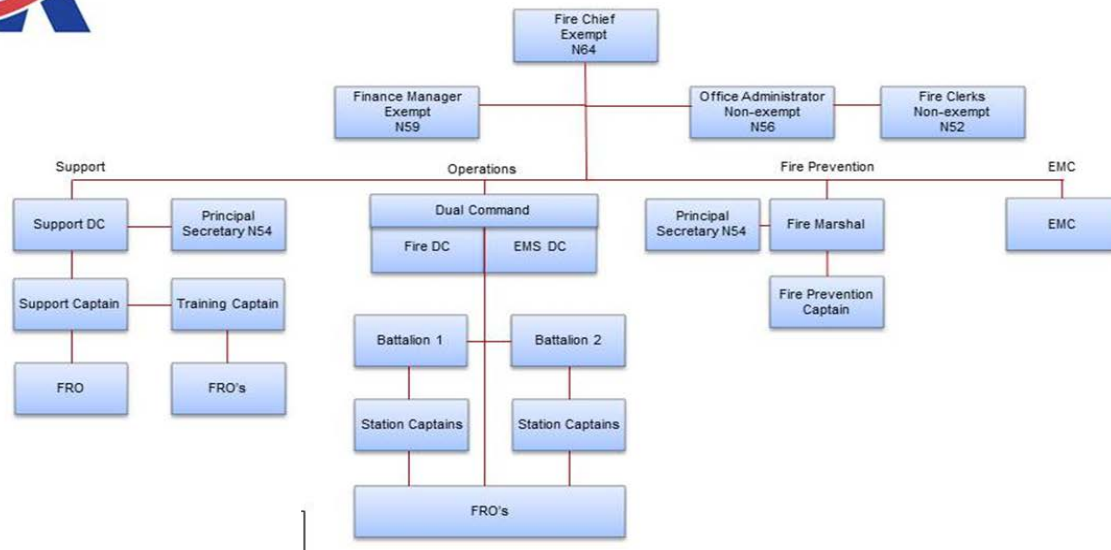 Fire Chief
Exempt
N64
Finance Manager
Exempt
N59
Office Administrator
Non-exempt
N56
Fire Clerks
Non-exempt
N52
Support
Operations
Fire Prevention
EMC
Support DC
Principal
Secretary N54
Dual Command
Fire DC
EMS DC
Principal
Secretary N54
Fire Marshal
EMC
Support Captain
Training Captain
Fire Prevention
Captain
Battalion 1
Battalion 2
FRO
FRO's
Station Captains
Station Captains
FRO's